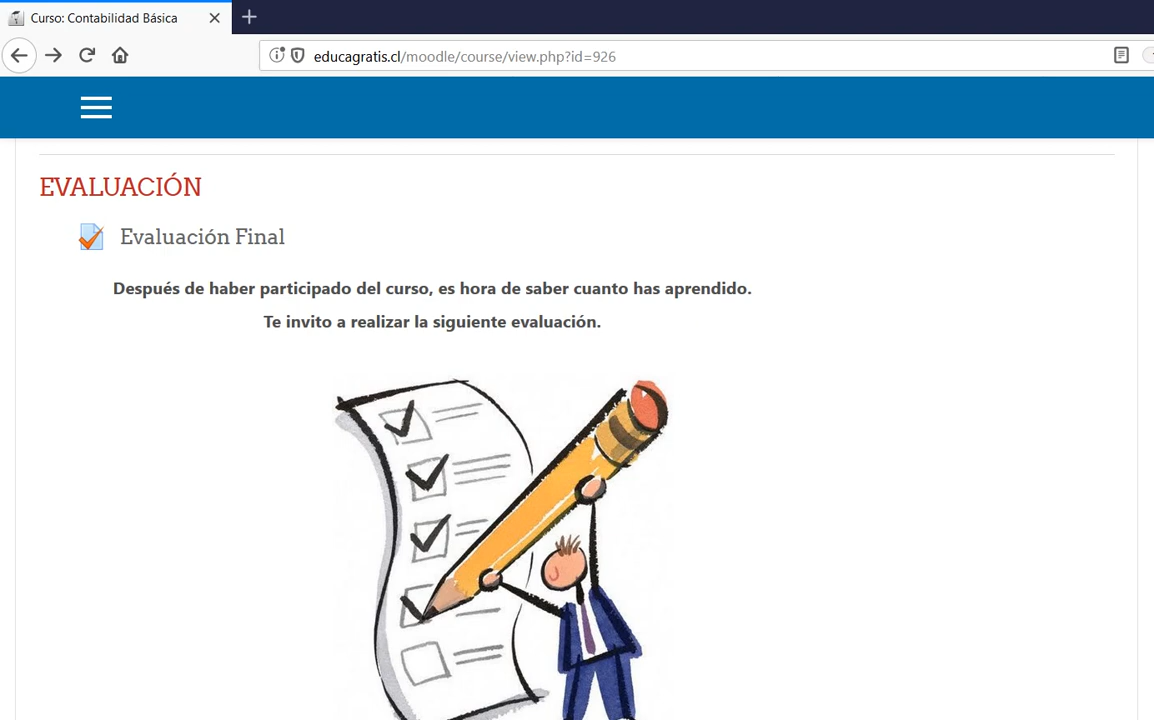 Curso: Contabilidad Básica
educagratis.cl/moodle/course/view.php?id=926
EVALUACIÓN
Evaluación Final
Después de haber participado del curso, es hora de saber cuanto has aprendido.
Te invito a realizar la siguiente evaluación.